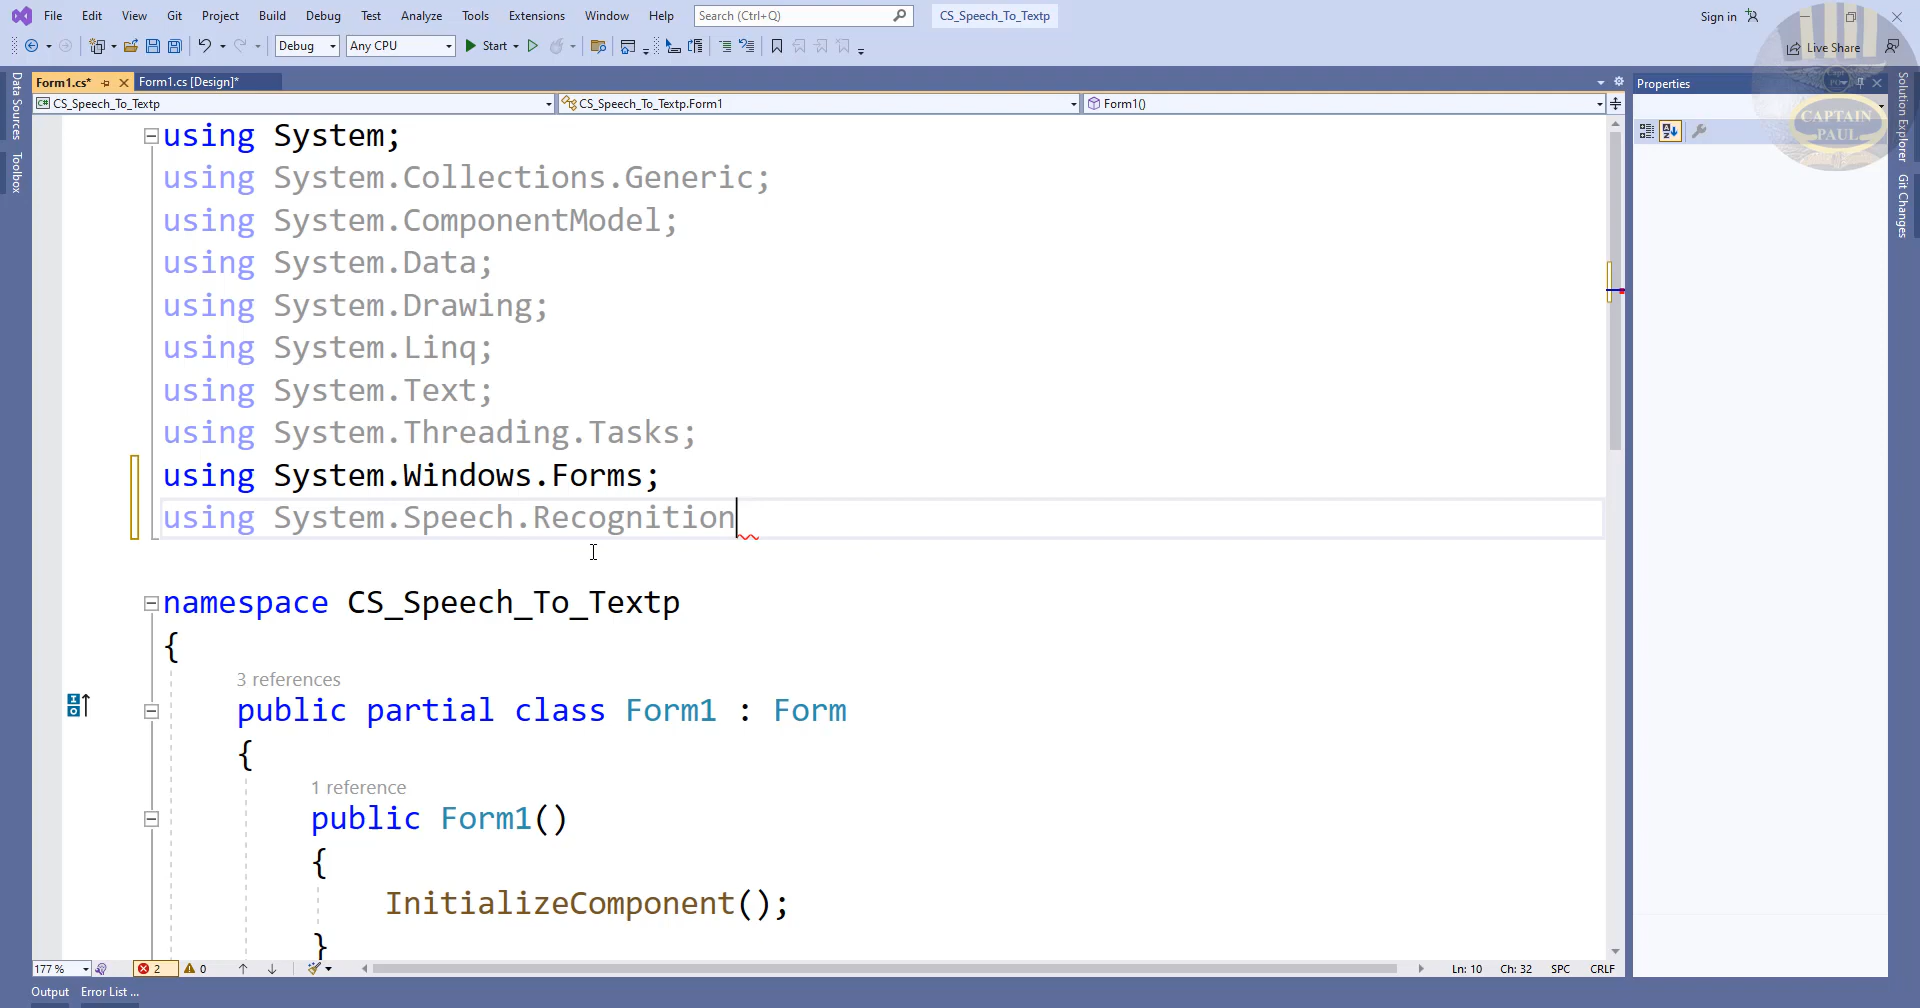 File Edit View Git Project Build Debug Test Analyze Tools Extensions Window Help Search (Ctrl+Q) CS_Speech_To_Textp Sign in
Debug Any CPU Start Live Share
Form1.cs* Form1.cs [Design]* Properties
CS_Speech_To_Textp CS_Speech_To_Textp.Form1 Form1()
Data Sources
Toolbox
Solution Explorer
Git Changes
CAPTAIN
PAUL
using System;
using System.Collections.Generic;
using System.ComponentModel;
using System.Data;
using System.Drawing;
using System.Linq;
using System.Text;
using System.Threading.Tasks;
using System.Windows.Forms;
using System.Speech.Recognition
namespace CS_Speech_To_Textp
{
3 references
public partial class Form1 : Form
{
1 reference
public Form1()
{
InitializeComponent();
}
177 % 2 0 Ln: 10 Ch: 32 SPC CRLF
Output Error List ...